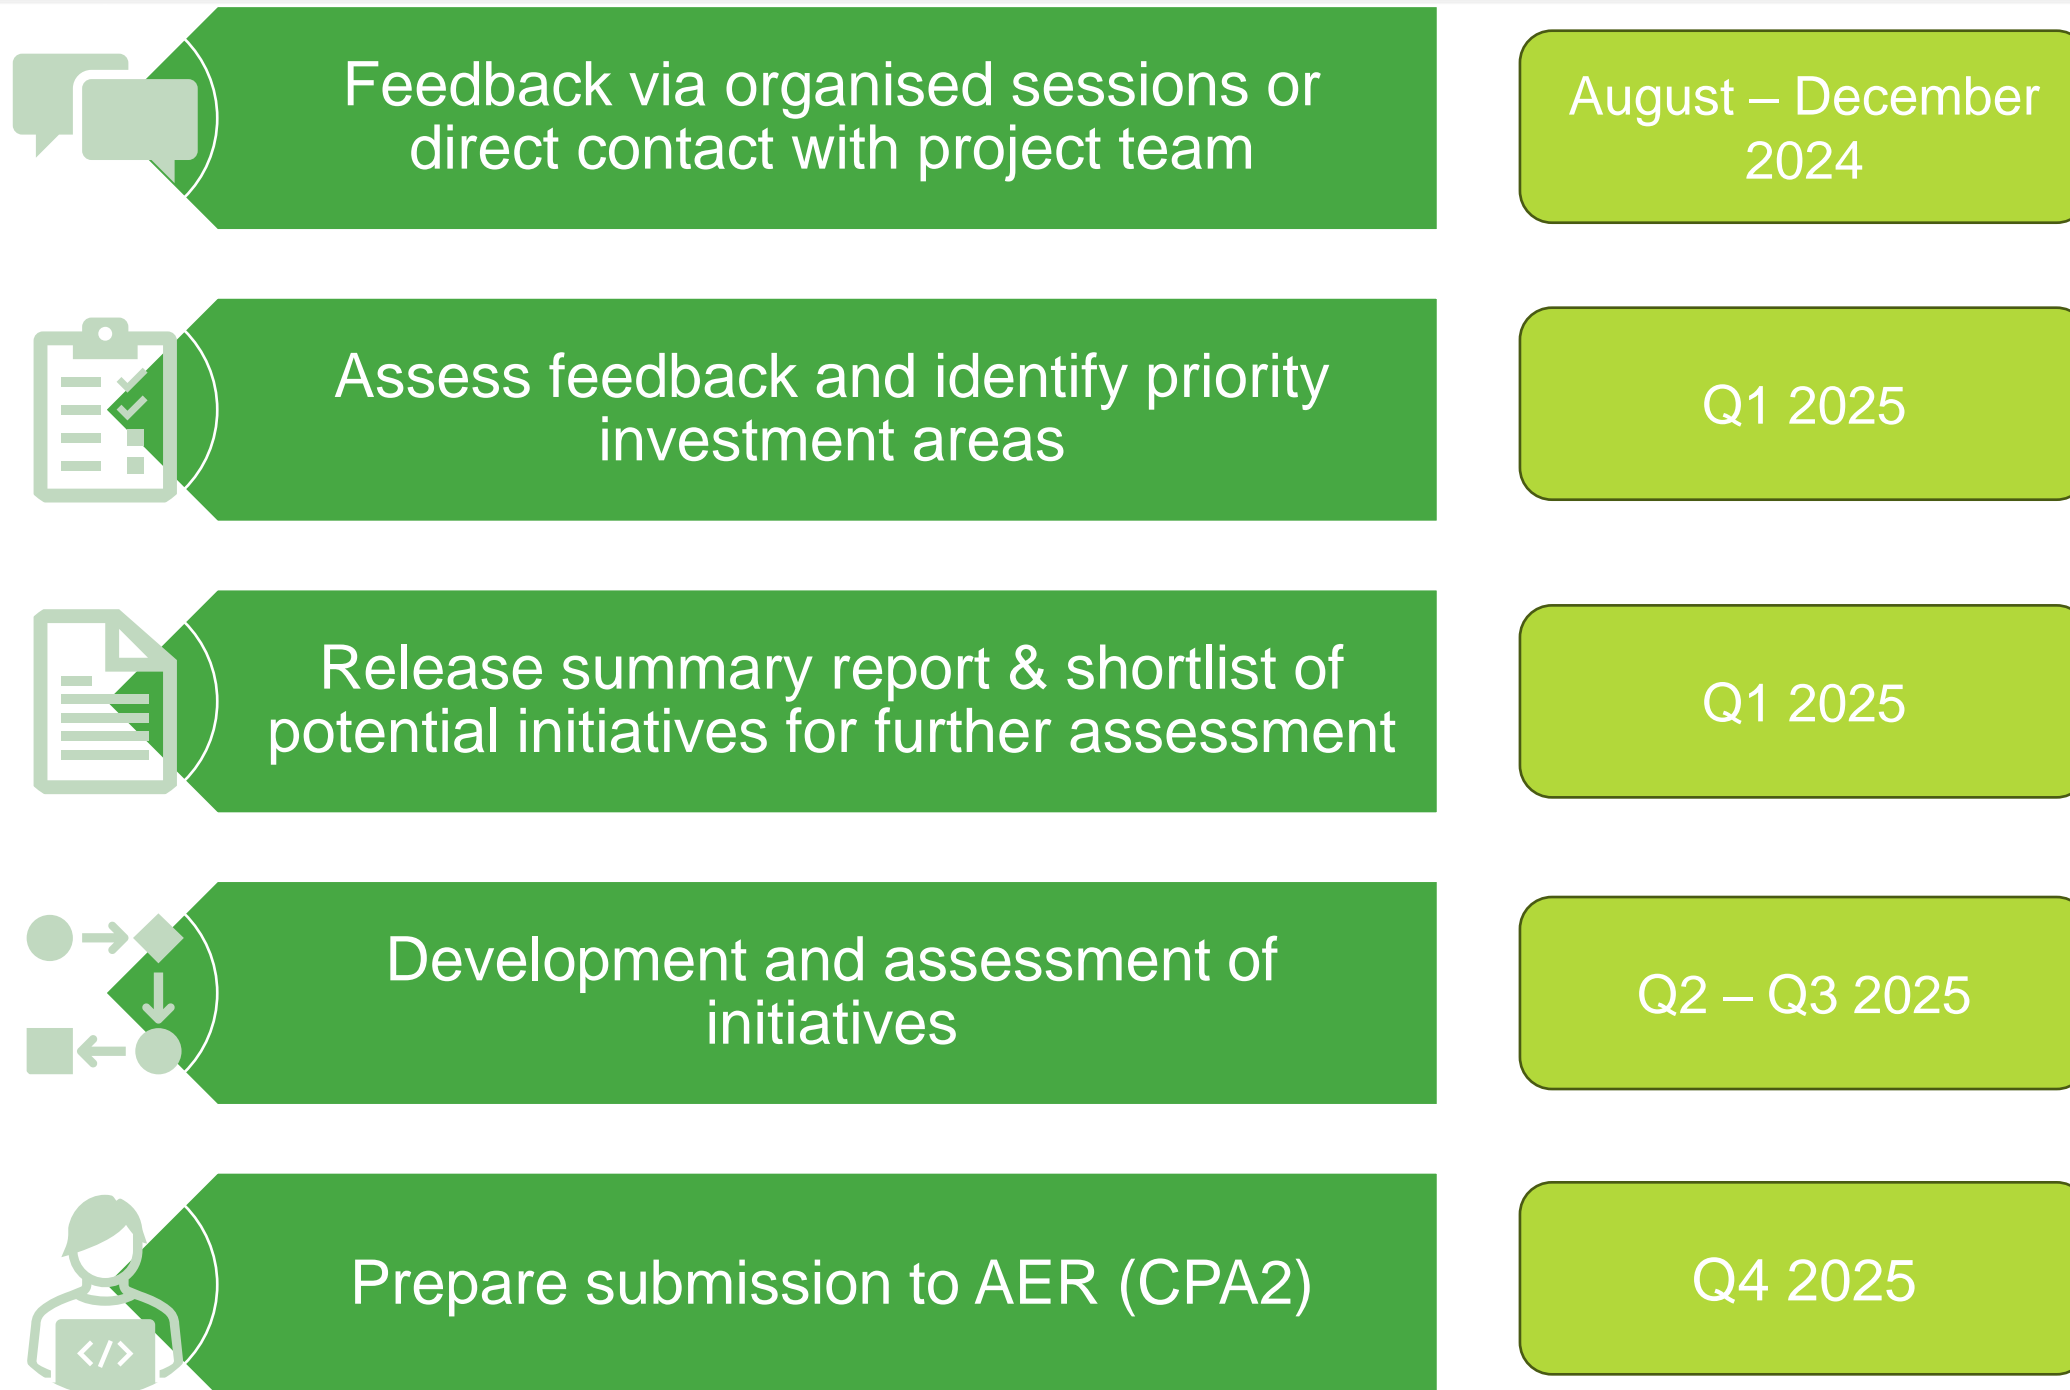 Feedback via organised sessions or
direct contact with project team
August – December
2024
Assess feedback and identify priority
investment areas
Q1 2025
Release summary report & shortlist of
potential initiatives for further assessment
Q1 2025
Development and assessment of
initiatives
Q2 – Q3 2025
Prepare submission to AER (CPA2)
Q4 2025